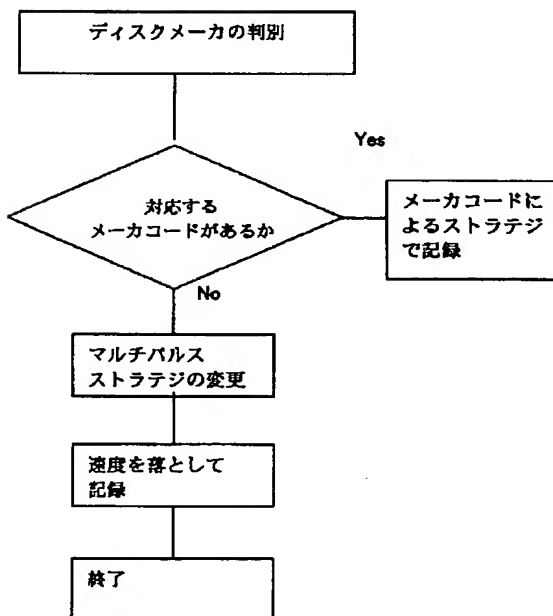 ディスクメーカの判別
Yes
対応する
メーカコードがあるか
メーカコードに
よるストラテジ
で記録
No
マルチパルス
ストラテジの変更
速度を落として
記録
終了